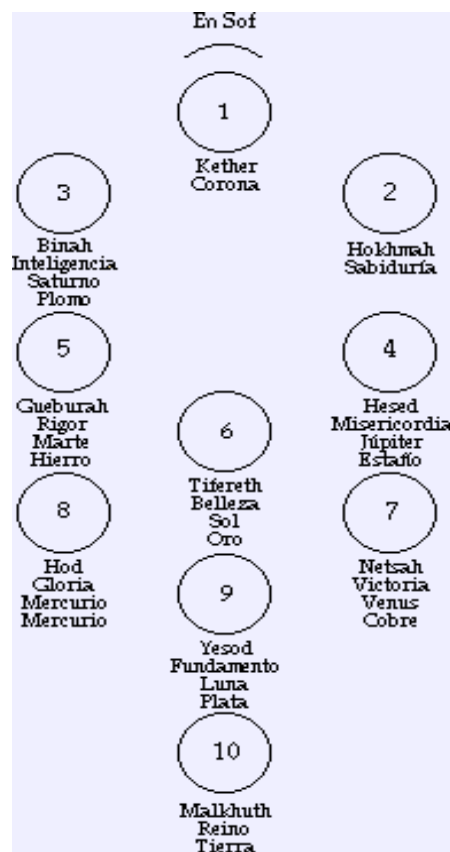 En Sof
1
Kether
Corona
3
Binah
Inteligencia
Saturno
Plomo
2
Hokhmah
Sabiduría
5
Gueburah
Rigor
Marte
Hierro
4
Hesed
Misericordia
Júpiter
Estaño
6
Tifereth
Belleza
Sol
Oro
8
Hod
Gloria
Mercurio
Mercurio
7
Netsah
Victoria
Venus
Cobre
9
Yesod
Fundamento
Luna
Plata
10
Malkhuth
Reino
Tierra